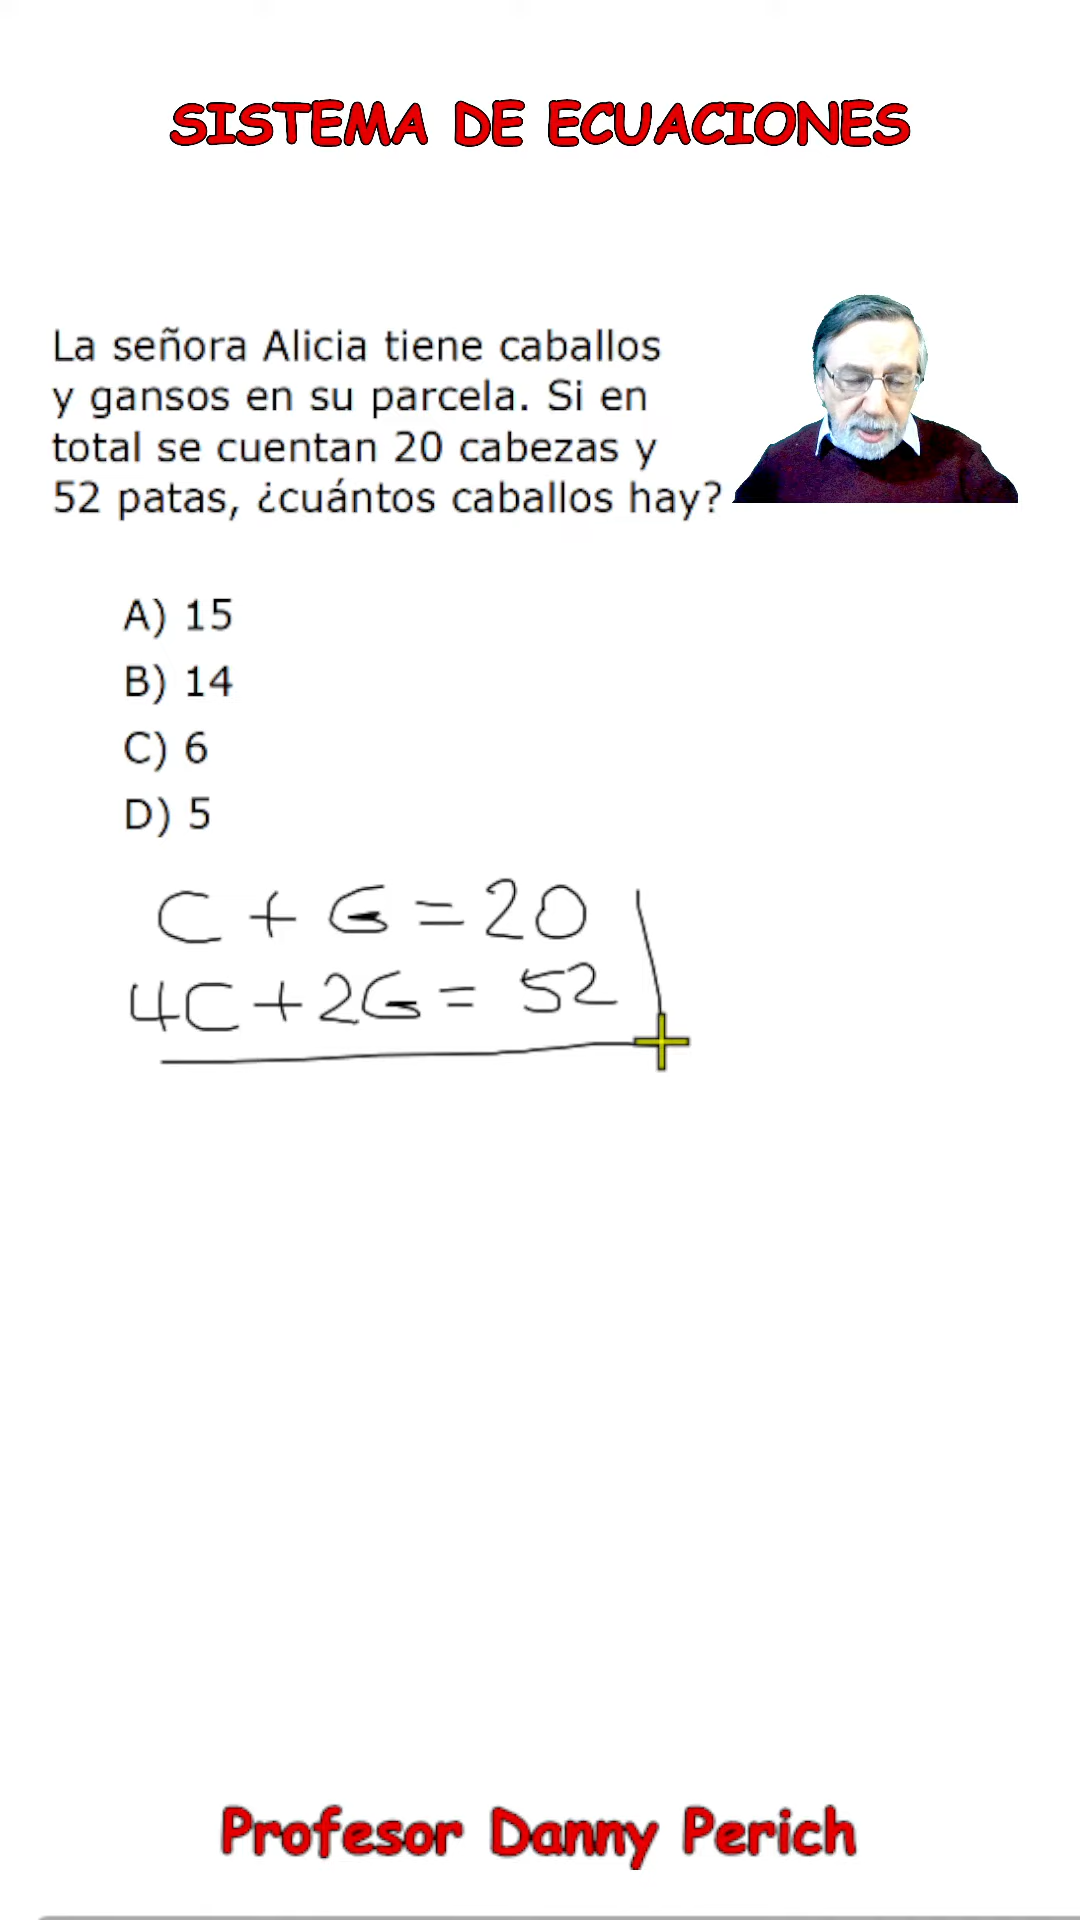 SISTEMA DE ECUACIONES
La señora Alicia tiene caballos
y gansos en su parcela. Si en
total se cuentan 20 cabezas y
52 patas, ¿cuántos caballos hay?
A) 15
B) 14
C) 6
D) 5
C + G = 20
4C + 2G = 52
Profesor Danny Perich